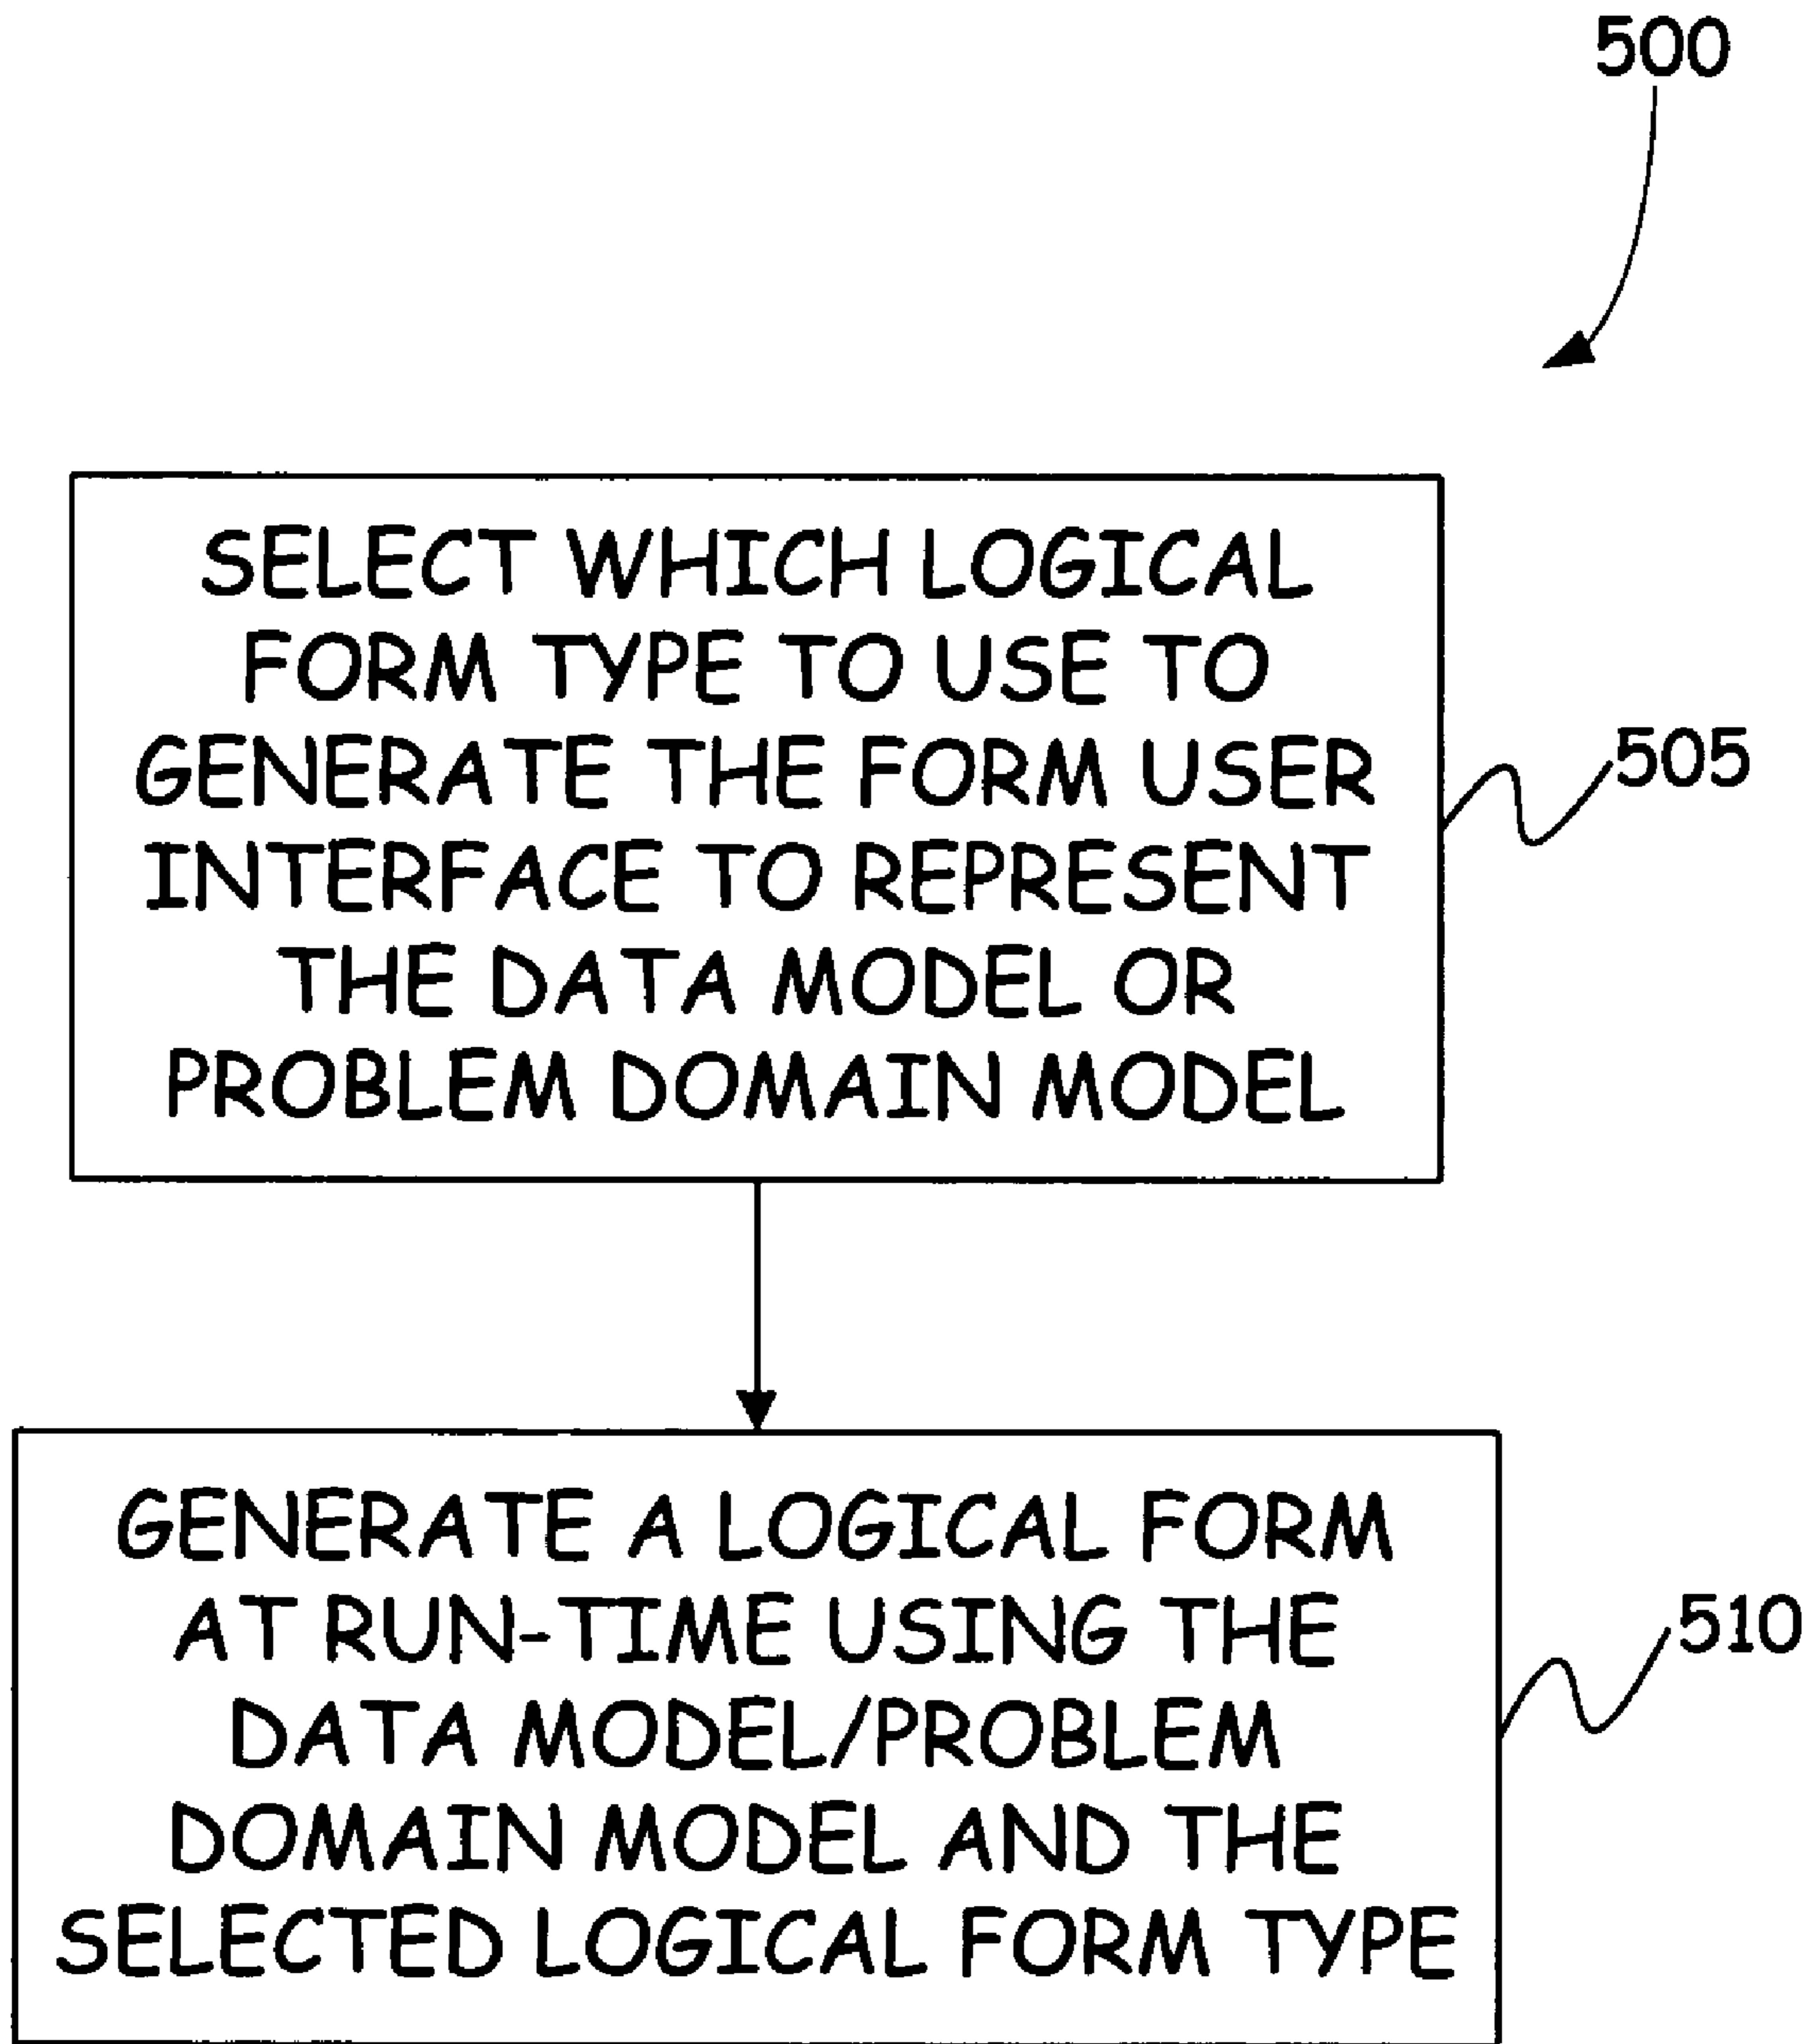 500
SELECT WHICH LOGICAL
FORM TYPE TO USE TO
GENERATE THE FORM USER
INTERFACE TO REPRESENT
THE DATA MODEL OR
PROBLEM DOMAIN MODEL
505
GENERATE A LOGICAL FORM
AT RUN-TIME USING THE
DATA MODEL/PROBLEM
DOMAIN MODEL AND THE
SELECTED LOGICAL FORM TYPE
510